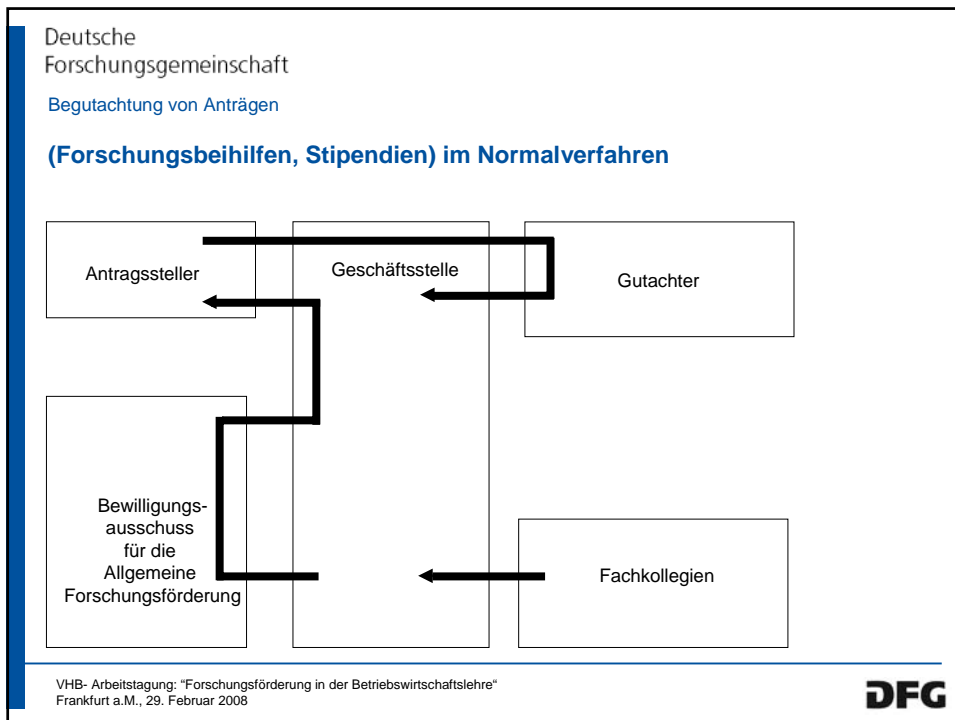 Deutsche
Forschungsgemeinschaft
Begutachtung von Anträgen
(Forschungsbeihilfen, Stipendien) im Normalverfahren
Antragssteller
Geschäftsstelle
Gutachter
Bewilligungs-
ausschuss
für die
Allgemeine
Forschungsförderung
Fachkollegien
VHB- Arbeitstagung: "Forschungsförderung in der Betriebswirtschaftslehre“
Frankfurt a.M., 29. Februar 2008
DFG